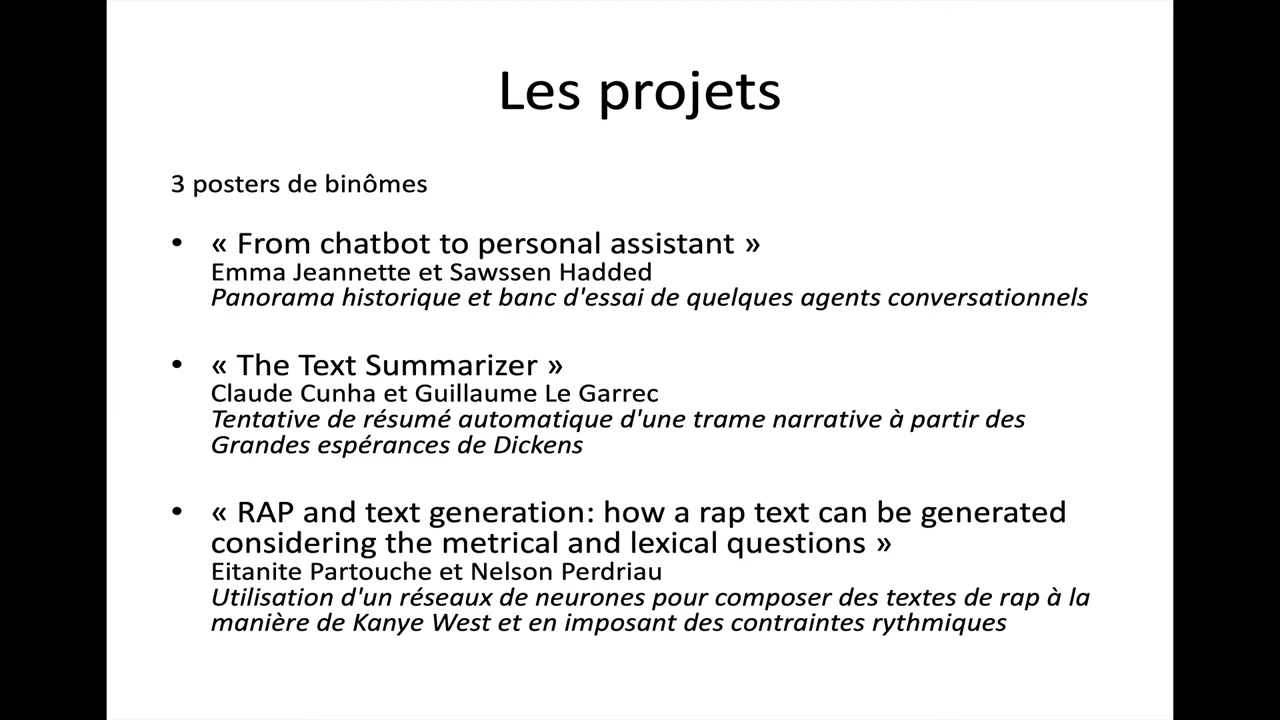 Les projets
3 posters de binômes
• « From chatbot to personal assistant »
Emma Jeannette et Sawssen Hadded
Panorama historique et banc d'essai de quelques agents conversationnels
• « The Text Summarizer »
Claude Cunha et Guillaume Le Garrec
Tentative de résumé automatique d'une trame narrative à partir des
Grandes espérances de Dickens
• « RAP and text generation: how a rap text can be generated
considering the metrical and lexical questions »
Eitanite Partouche et Nelson Perdriau
Utilisation d'un réseaux de neurones pour composer des textes de rap à la
manière de Kanye West et en imposant des contraintes rythmiques